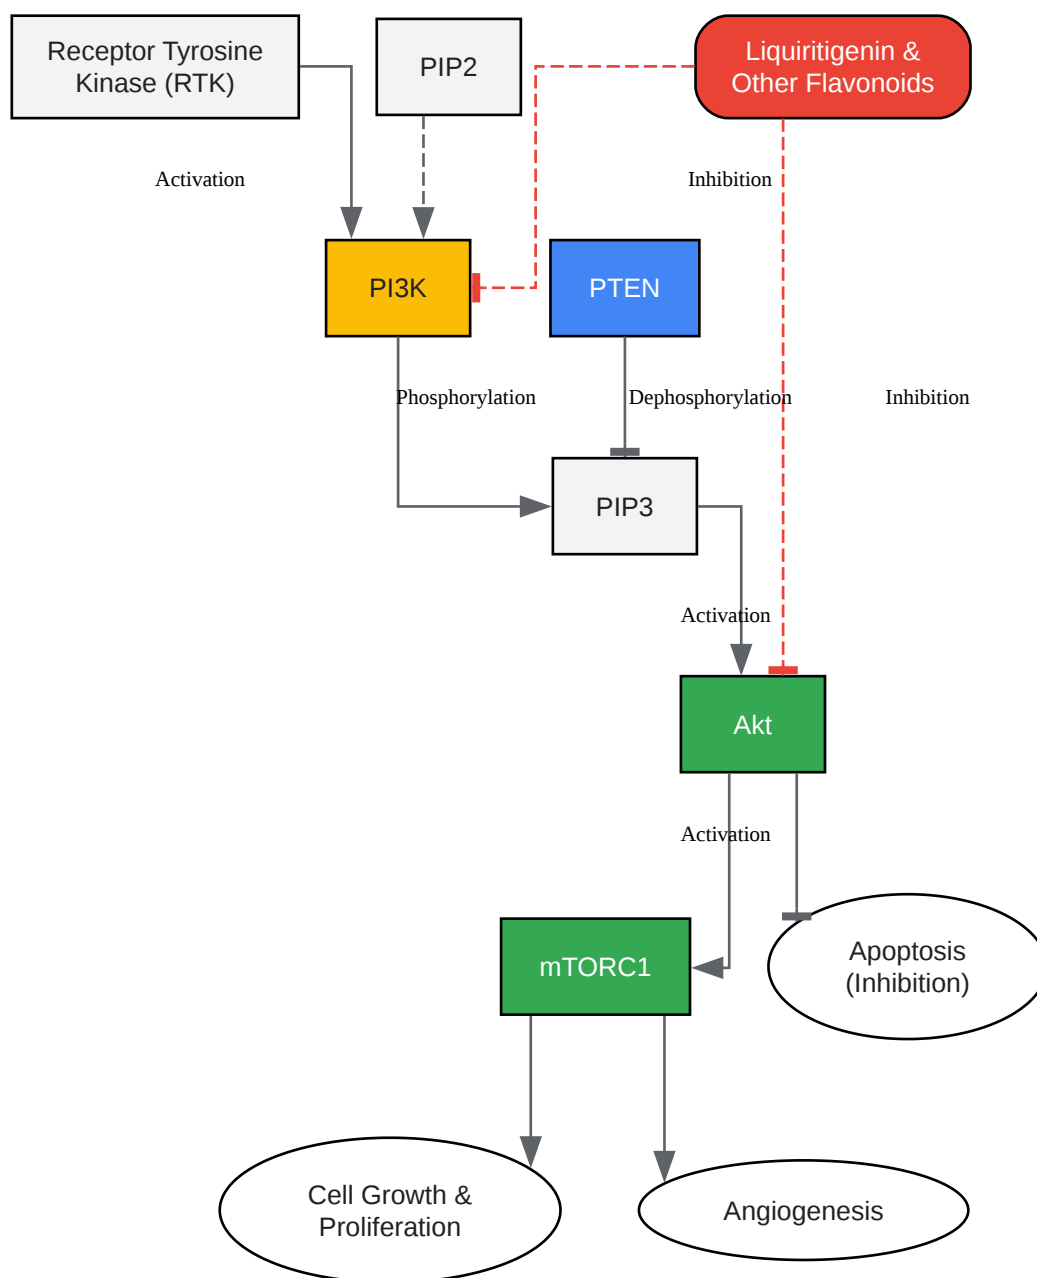 Receptor Tyrosine
Kinase (RTK)
PIP2
Liquiritigenin &
Other Flavonoids
Activation
Inhibition
PI3K
PTEN
Phosphorylation
Dephosphorylation
Inhibition
PIP3
Activation
Akt
Activation
mTORC1
Apoptosis
(Inhibition)
Cell Growth &
Proliferation
Angiogenesis